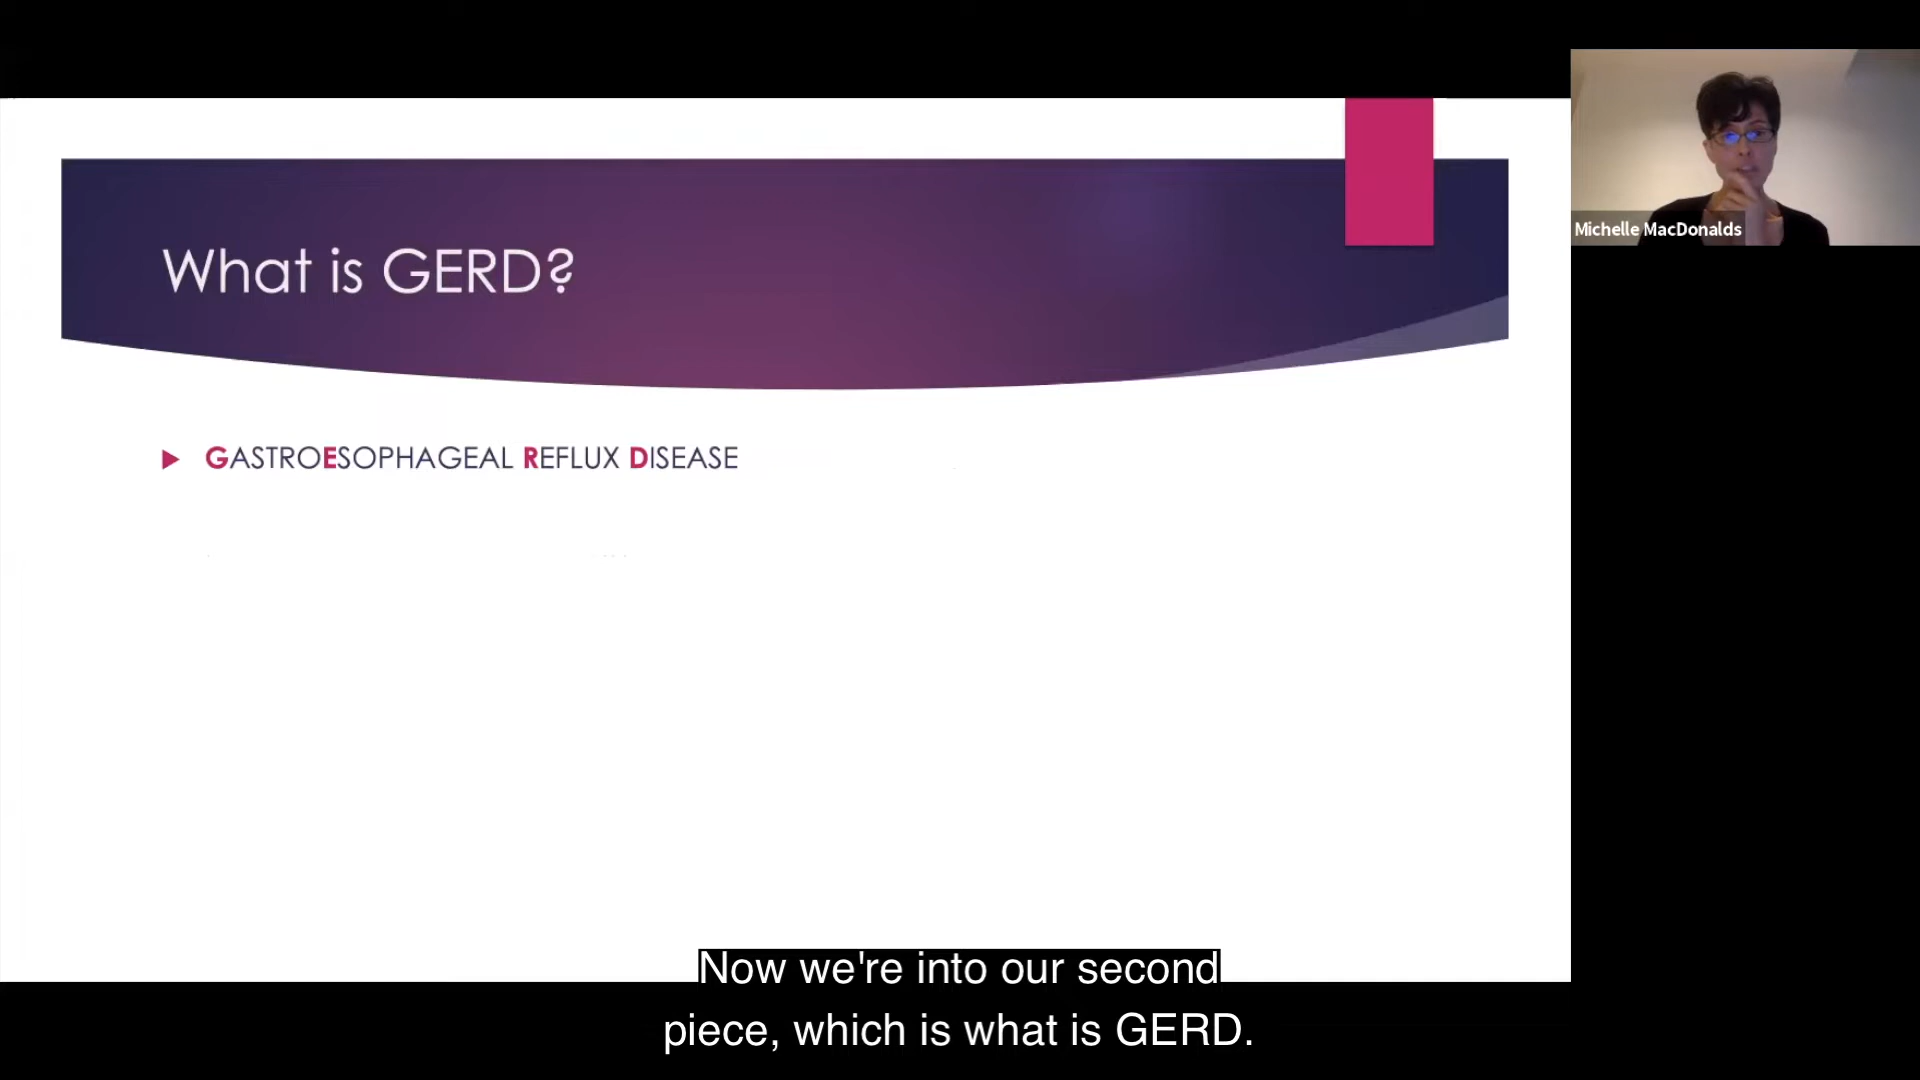 What is GERD?
GASTROESOPHAGEAL REFLUX DISEASE
Michelle MacDonalds
Now we're into our second
piece, which is what is GERD.